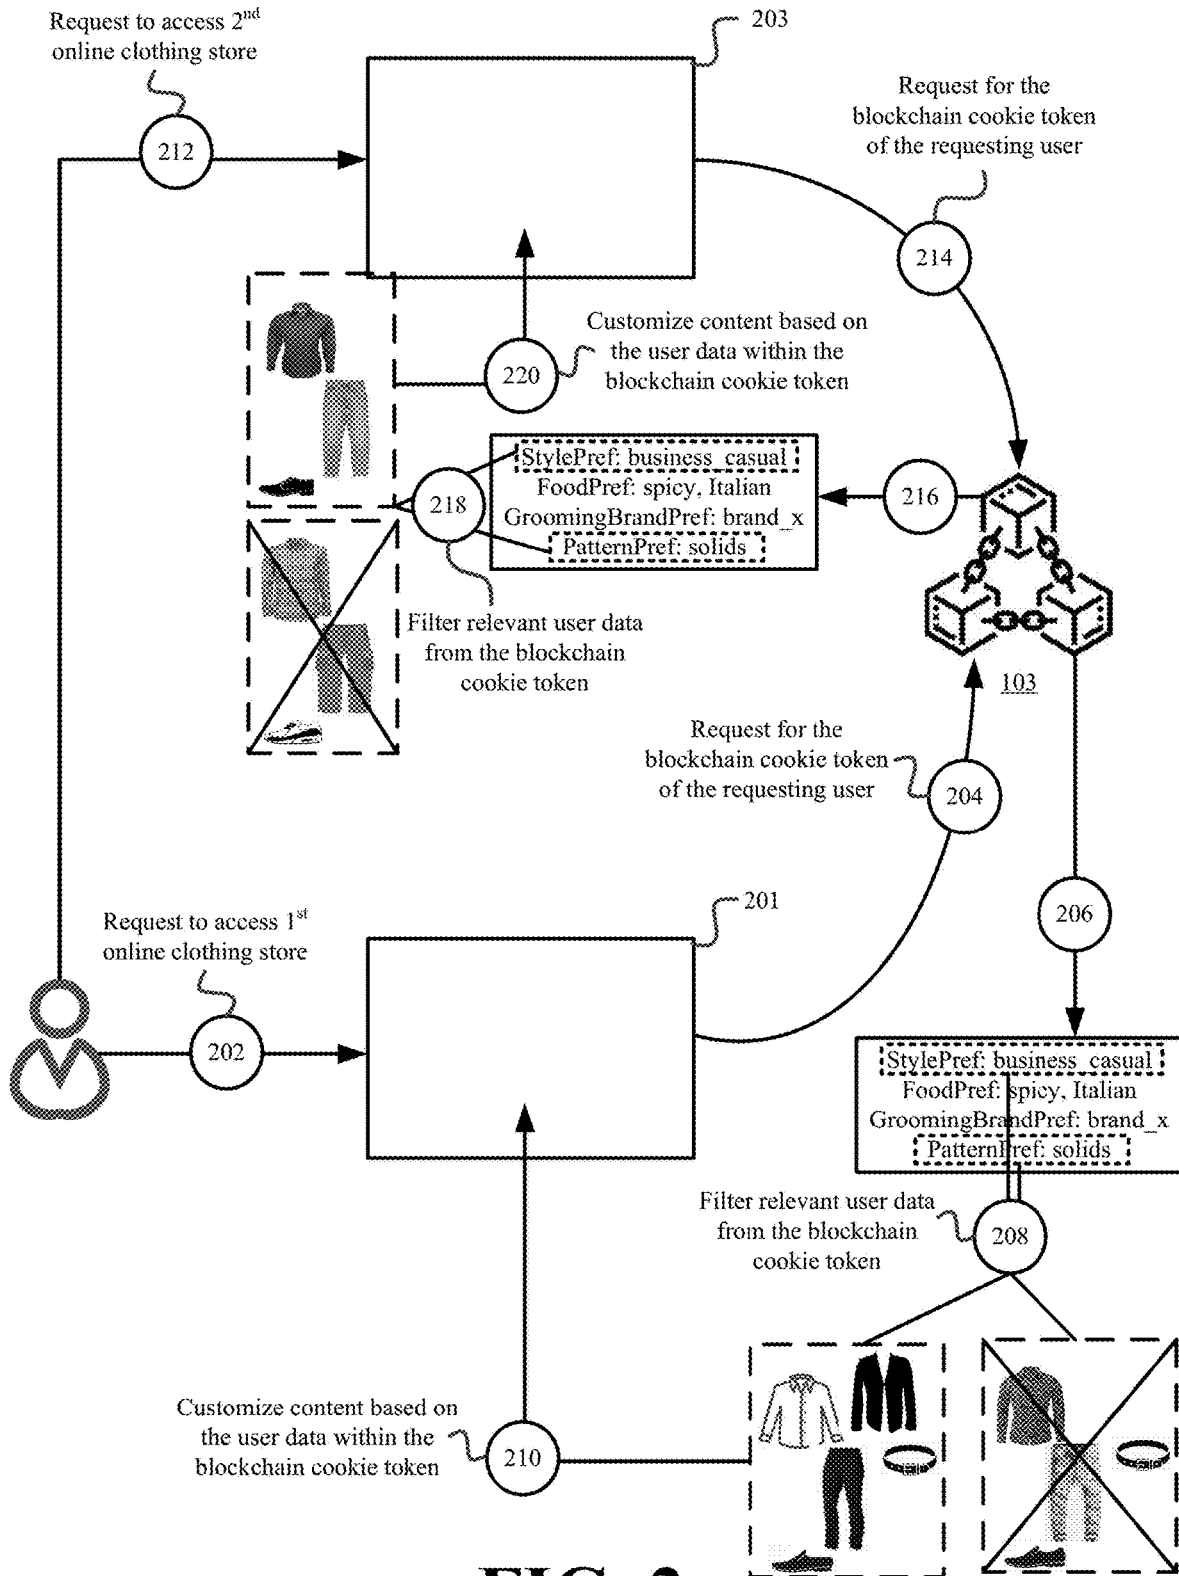 Request to access 2nd
online clothing store
203
212
Request for the
blockchain cookie token
of the requesting user
214
Customize content based on
the user data within the
blockchain cookie token
220
StylePref: business_casual
FoodPref: spicy, Italian
GroomingBrandPref: brand_x
PatternPref: solids
216
218
Filter relevant user data
from the blockchain
cookie token
103
Request for the
blockchain cookie token
of the requesting user
204
206
201
Request to access 1st
online clothing store
202
StylePref: business_casual
FoodPref: spicy, Italian
GroomingBrandPref: brand_x
PatternPref: solids
Filter relevant user data
from the blockchain
cookie token
208
Customize content based on
the user data within the
blockchain cookie token
210